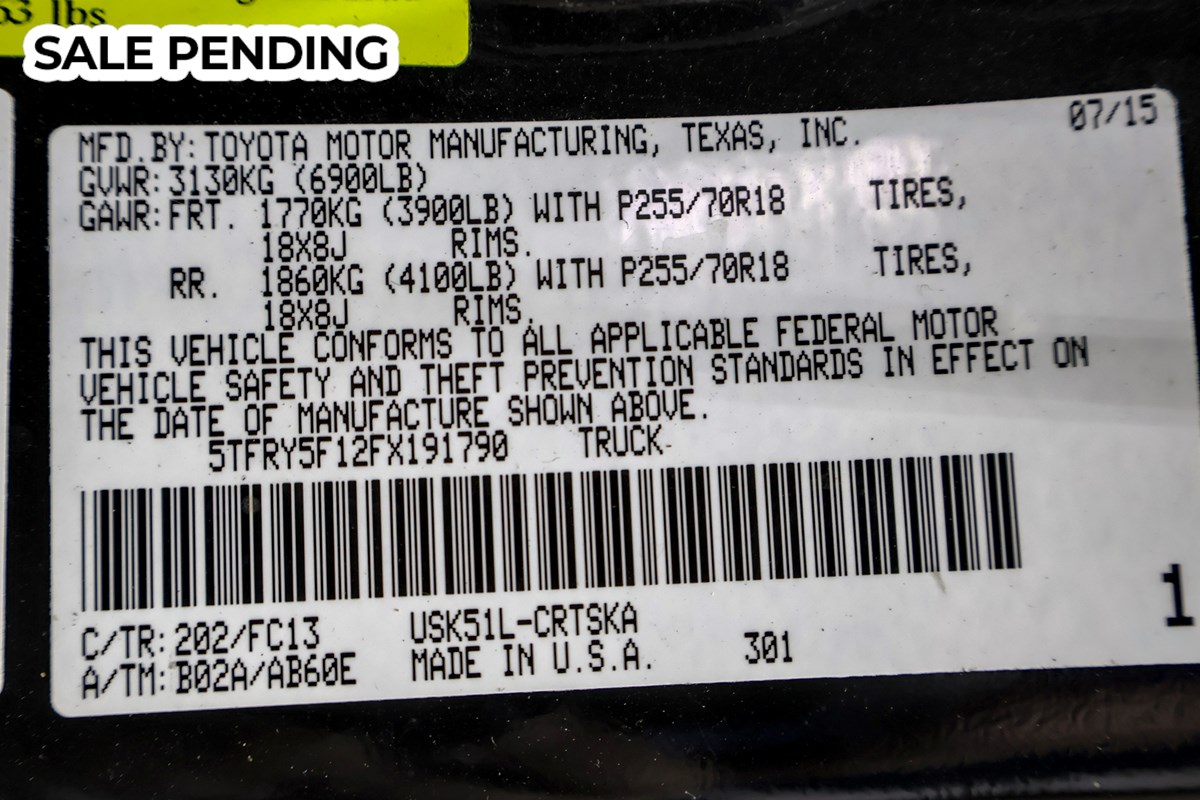 63 lbs
SALE PENDING
07/15
MFD.BY: TOYOTA MOTOR MANUFACTURING, TEXAS, INC.
GVWR: 3130KG (6900LB)
GAWR: FRT. 1770KG (3900LB) WITH P255/70R18 TIRES,
18X8J RIMS.
RR. 1860KG (4100LB) WITH P255/70R18 TIRES,
18X8J RIMS.
THIS VEHICLE CONFORMS TO ALL APPLICABLE FEDERAL MOTOR
VEHICLE SAFETY AND THEFT PREVENTION STANDARDS IN EFFECT ON
THE DATE OF MANUFACTURE SHOWN ABOVE.
5TFRY5F12FX191790 TRUCK
C/TR: 202/FC13 USK51L-CRTSKA
A/TM: B02A/AB60E MADE IN U.S.A. 301
1